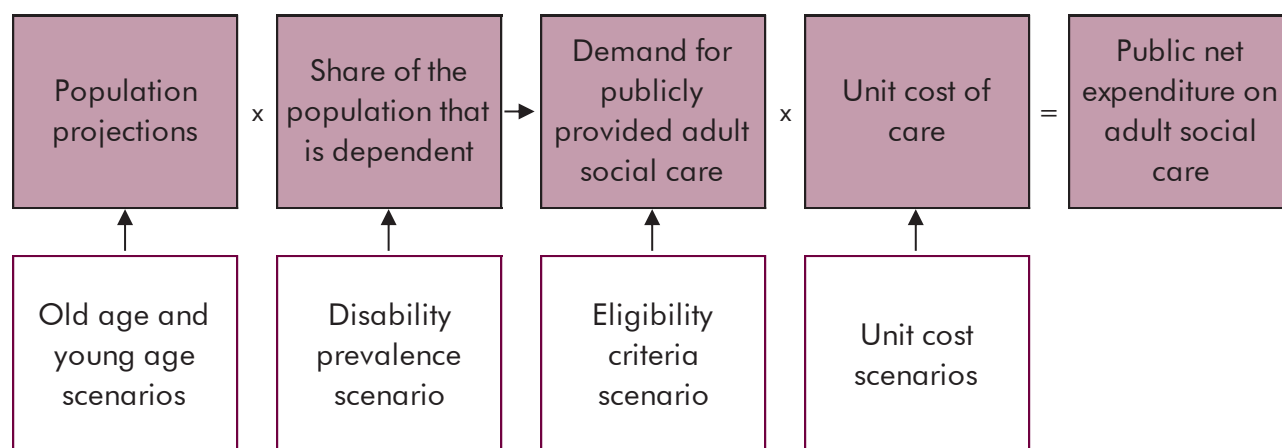 Population
projections
x
Share of the
population that
is dependent
Demand for
publicly
provided adult
social care
x
Unit cost of
care
=
Public net
expenditure on
adult social
care
Old age and
young age
scenarios
Disability
prevalence
scenario
Eligibility
criteria
scenario
Unit cost
scenarios